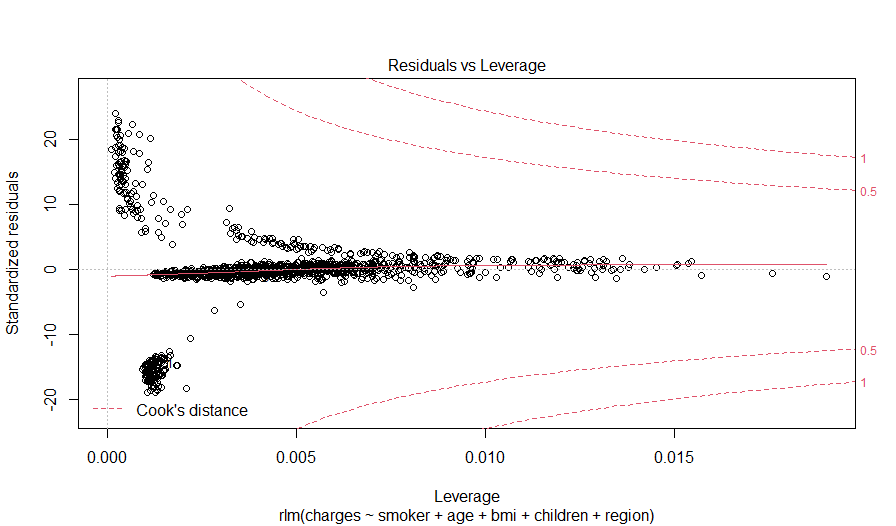 Residuals vs Leverage
Standardized residuals
20
10
0
-10
-20
1
0.5
0.5
1
Cook's distance
0.000
0.005
0.010
0.015
Leverage
rlm(charges ~ smoker + age + bmi + children + region)